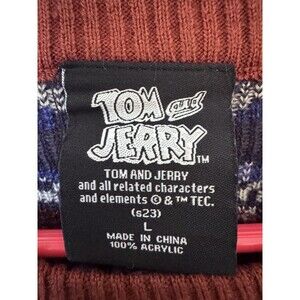 TOM and
JERRY™
TOM AND JERRY
and all related characters
and elements © & ™ TEC.
(s23)
L
MADE IN CHINA
100% ACRYLIC